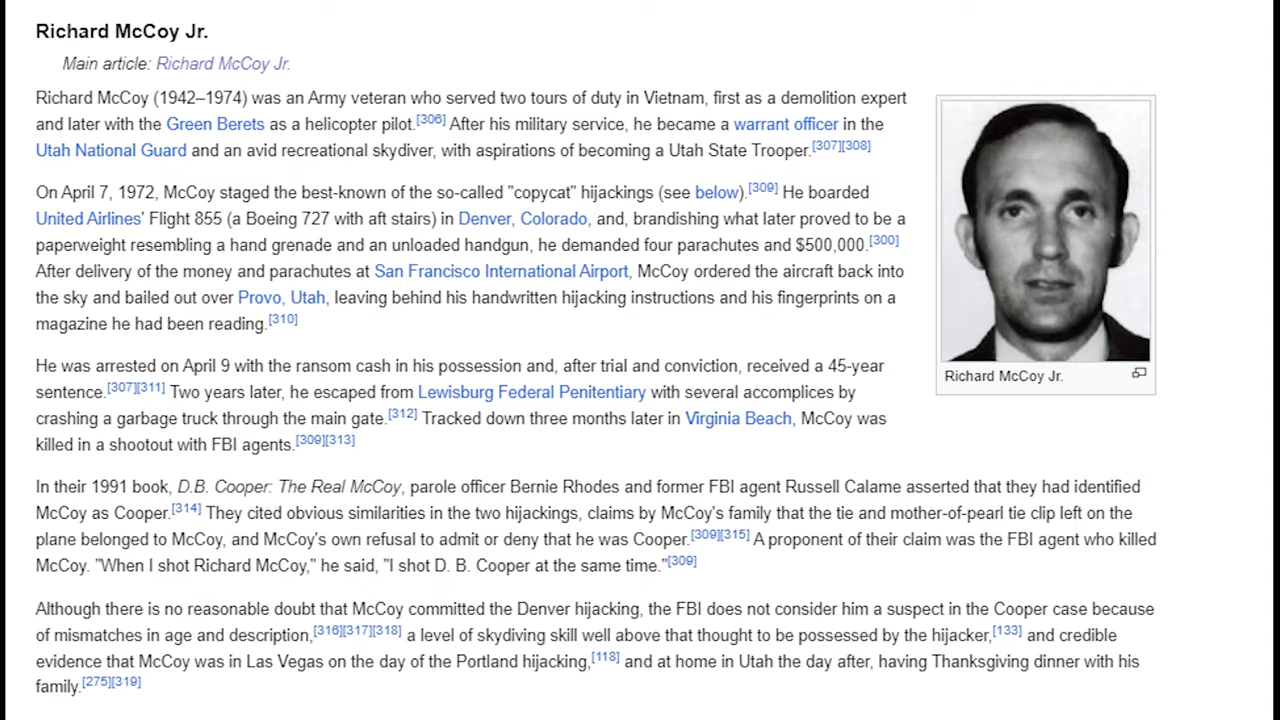 Richard McCoy Jr.
Main article: Richard McCoy Jr.
Richard McCoy (1942–1974) was an Army veteran who served two tours of duty in Vietnam, first as a demolition expert
and later with the Green Berets as a helicopter pilot.[306] After his military service, he became a warrant officer in the
Utah National Guard and an avid recreational skydiver, with aspirations of becoming a Utah State Trooper.[307][308]
On April 7, 1972, McCoy staged the best-known of the so-called "copycat" hijackings (see below).[309] He boarded
United Airlines' Flight 855 (a Boeing 727 with aft stairs) in Denver, Colorado, and, brandishing what later proved to be a
paperweight resembling a hand grenade and an unloaded handgun, he demanded four parachutes and $500,000.[300]
After delivery of the money and parachutes at San Francisco International Airport, McCoy ordered the aircraft back into
the sky and bailed out over Provo, Utah, leaving behind his handwritten hijacking instructions and his fingerprints on a
magazine he had been reading.[310]
He was arrested on April 9 with the ransom cash in his possession and, after trial and conviction, received a 45-year
sentence.[307][311] Two years later, he escaped from Lewisburg Federal Penitentiary with several accomplices by
crashing a garbage truck through the main gate.[312] Tracked down three months later in Virginia Beach, McCoy was
killed in a shootout with FBI agents.[309][313]
Richard McCoy Jr.
In their 1991 book, D.B. Cooper: The Real McCoy, parole officer Bernie Rhodes and former FBI agent Russell Calame asserted that they had identified
McCoy as Cooper.[314] They cited obvious similarities in the two hijackings, claims by McCoy's family that the tie and mother-of-pearl tie clip left on the
plane belonged to McCoy, and McCoy's own refusal to admit or deny that he was Cooper.[309][315] A proponent of their claim was the FBI agent who killed
McCoy. "When I shot Richard McCoy," he said, "I shot D. B. Cooper at the same time."[309]
Although there is no reasonable doubt that McCoy committed the Denver hijacking, the FBI does not consider him a suspect in the Cooper case because
of mismatches in age and description,[316][317][318] a level of skydiving skill well above that thought to be possessed by the hijacker,[133] and credible
evidence that McCoy was in Las Vegas on the day of the Portland hijacking,[118] and at home in Utah the day after, having Thanksgiving dinner with his
family.[275][319]